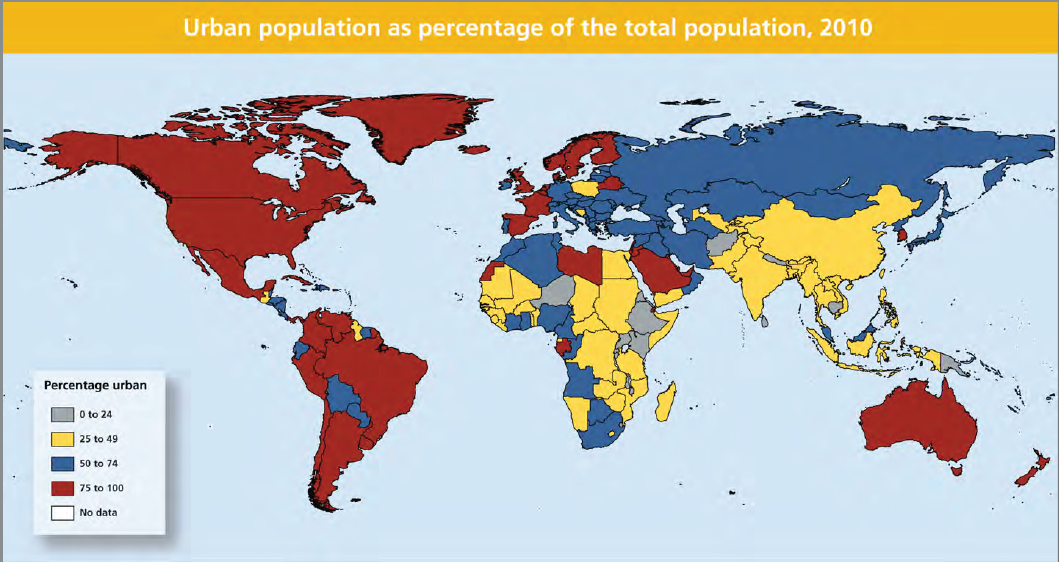 Urban population as percentage of the total population, 2010
Percentage urban
0 to 24
25 to 49
50 to 74
75 to 100
No data